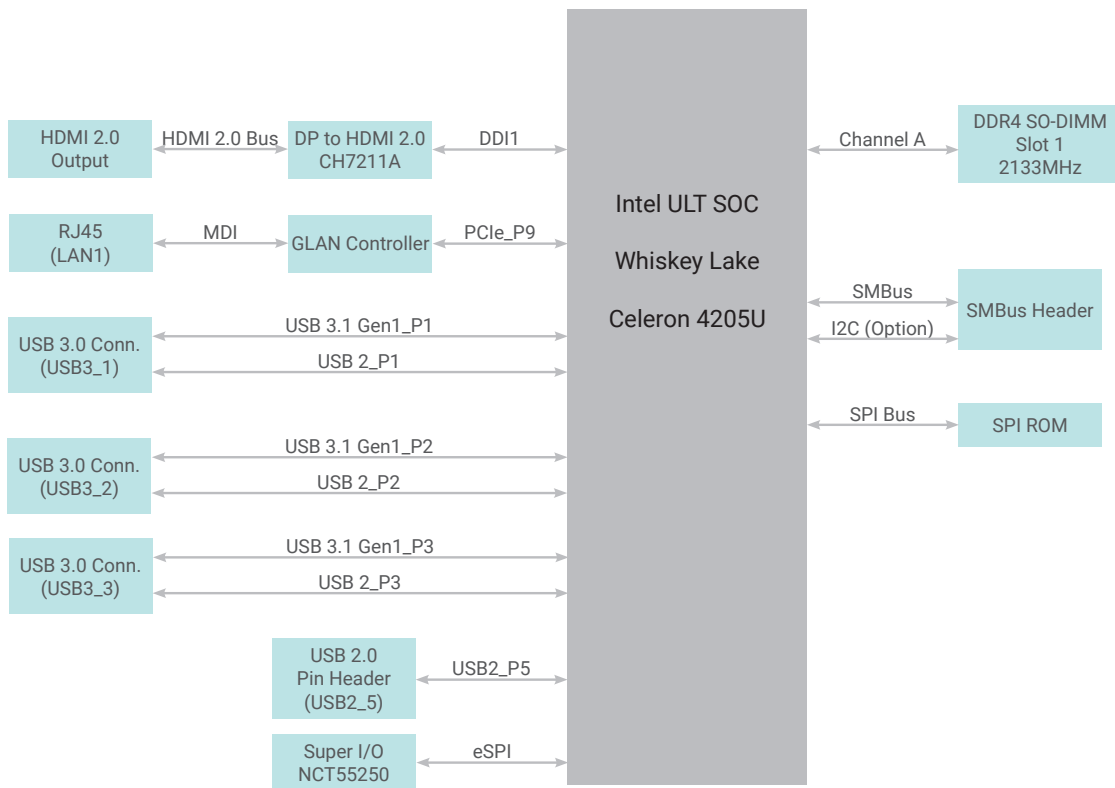 HDMI 2.0
Output
HDMI 2.0 Bus
DP to HDMI 2.0
CH7211A
DDI1
RJ45
(LAN1)
MDI
GLAN Controller
PCIe_P9
USB 3.0 Conn.
(USB3_1)
USB 3.1 Gen1_P1
USB 2_P1
USB 3.0 Conn.
(USB3_2)
USB 3.1 Gen1_P2
USB 2_P2
USB 3.0 Conn.
(USB3_3)
USB 3.1 Gen1_P3
USB 2_P3
USB 2.0
Pin Header
(USB2_5)
USB2_P5
Super I/O
NCT55250
eSPI
Intel ULT SOC
Whiskey Lake
Celeron 4205U
Channel A
DDR4 SO-DIMM
Slot 1
2133MHz
SMBus
I2C (Option)
SMBus Header
SPI Bus
SPI ROM